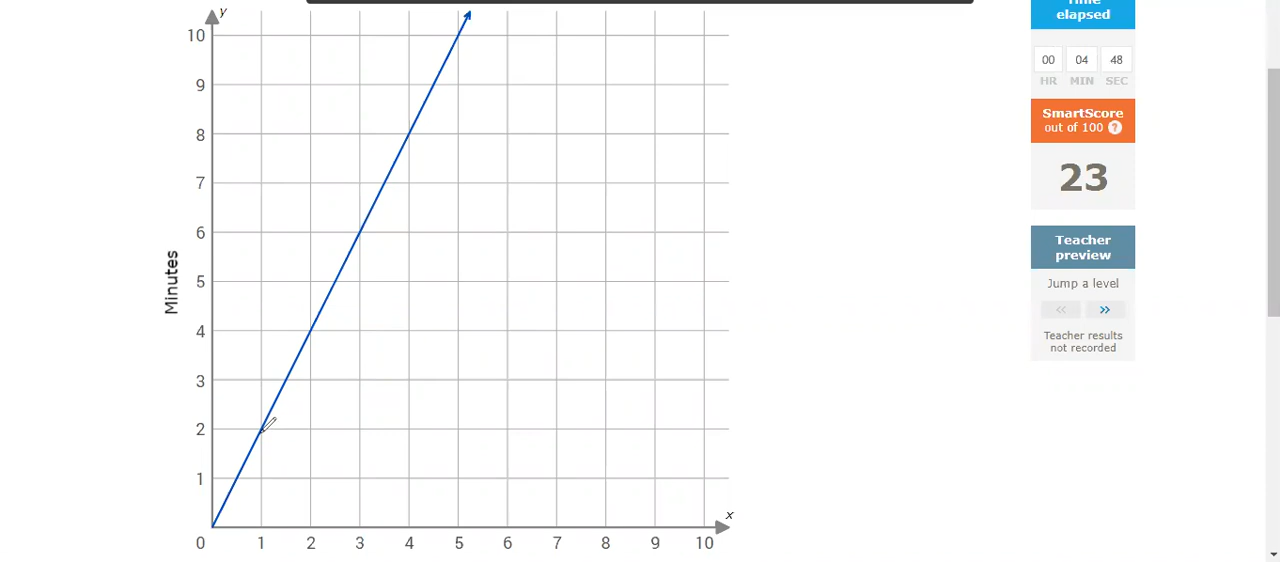 y
10
9
8
7
6
5
4
3
2
1
Minutes
0 1 2 3 4 5 6 7 8 9 10
x
Time
elapsed
00 04 48
HR MIN SEC
SmartScore
out of 100 ?
23
Teacher
preview
Jump a level
<< >>
Teacher results
not recorded